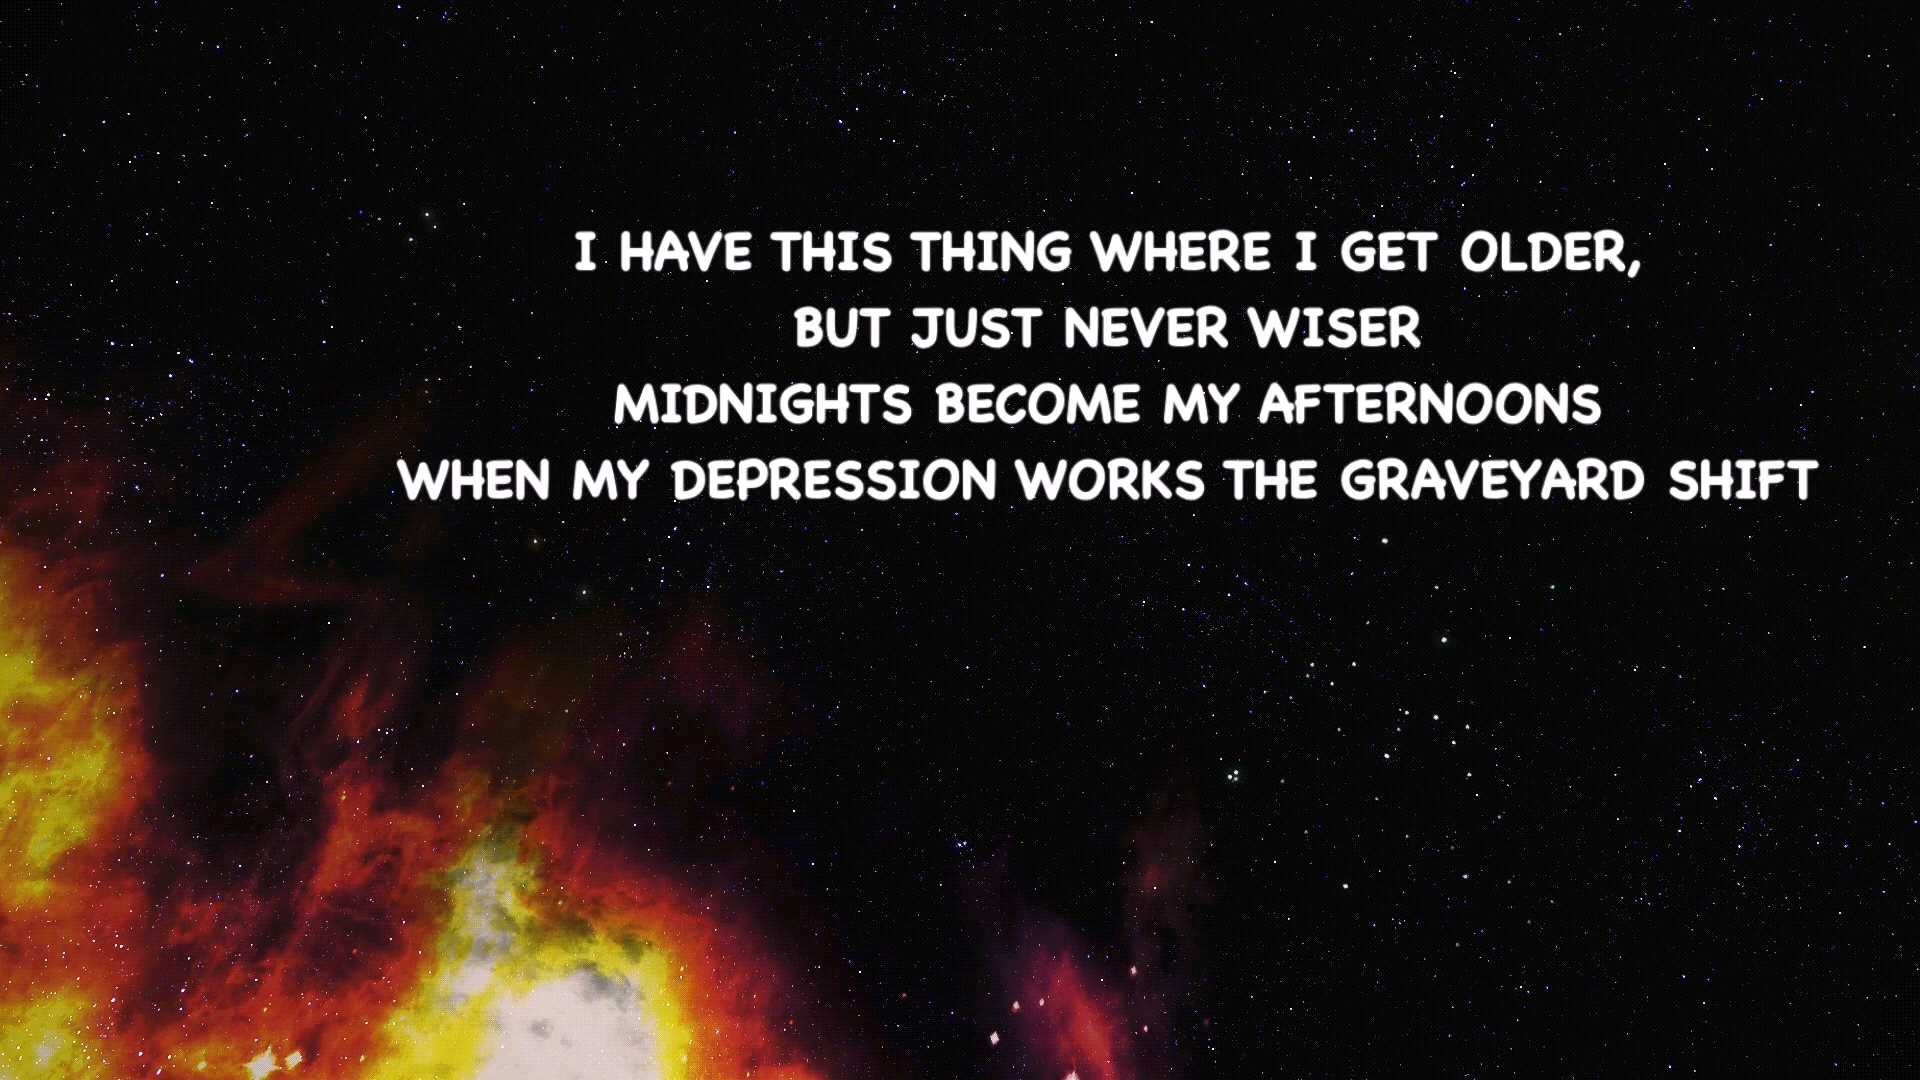 I HAVE THIS THING WHERE I GET OLDER,
BUT JUST NEVER WISER
MIDNIGHTS BECOME MY AFTERNOONS
WHEN MY DEPRESSION WORKS THE GRAVEYARD SHIFT